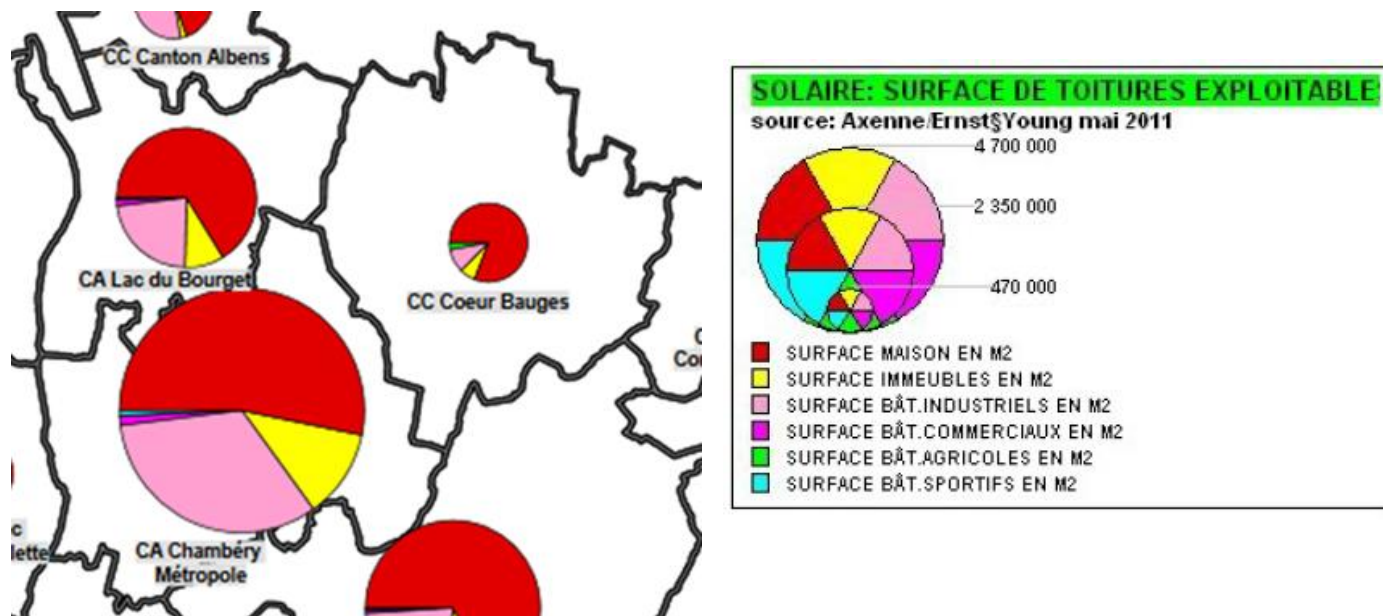 CC Canton Albens
CA Lac du Bourget
CC Coeur Bauges
CA Chambéry
Métropole
SOLAIRE: SURFACE DE TOITURES EXPLOITABLE
source: Axenne/Ernst§Young mai 2011
4 700 000
2 350 000
470 000
SURFACE MAISON EN M2
SURFACE IMMEUBLES EN M2
SURFACE BÂT.INDUSTRIELS EN M2
SURFACE BÂT.COMMERCIAUX EN M2
SURFACE BÂT.AGRICOLES EN M2
SURFACE BÂT.SPORTIFS EN M2